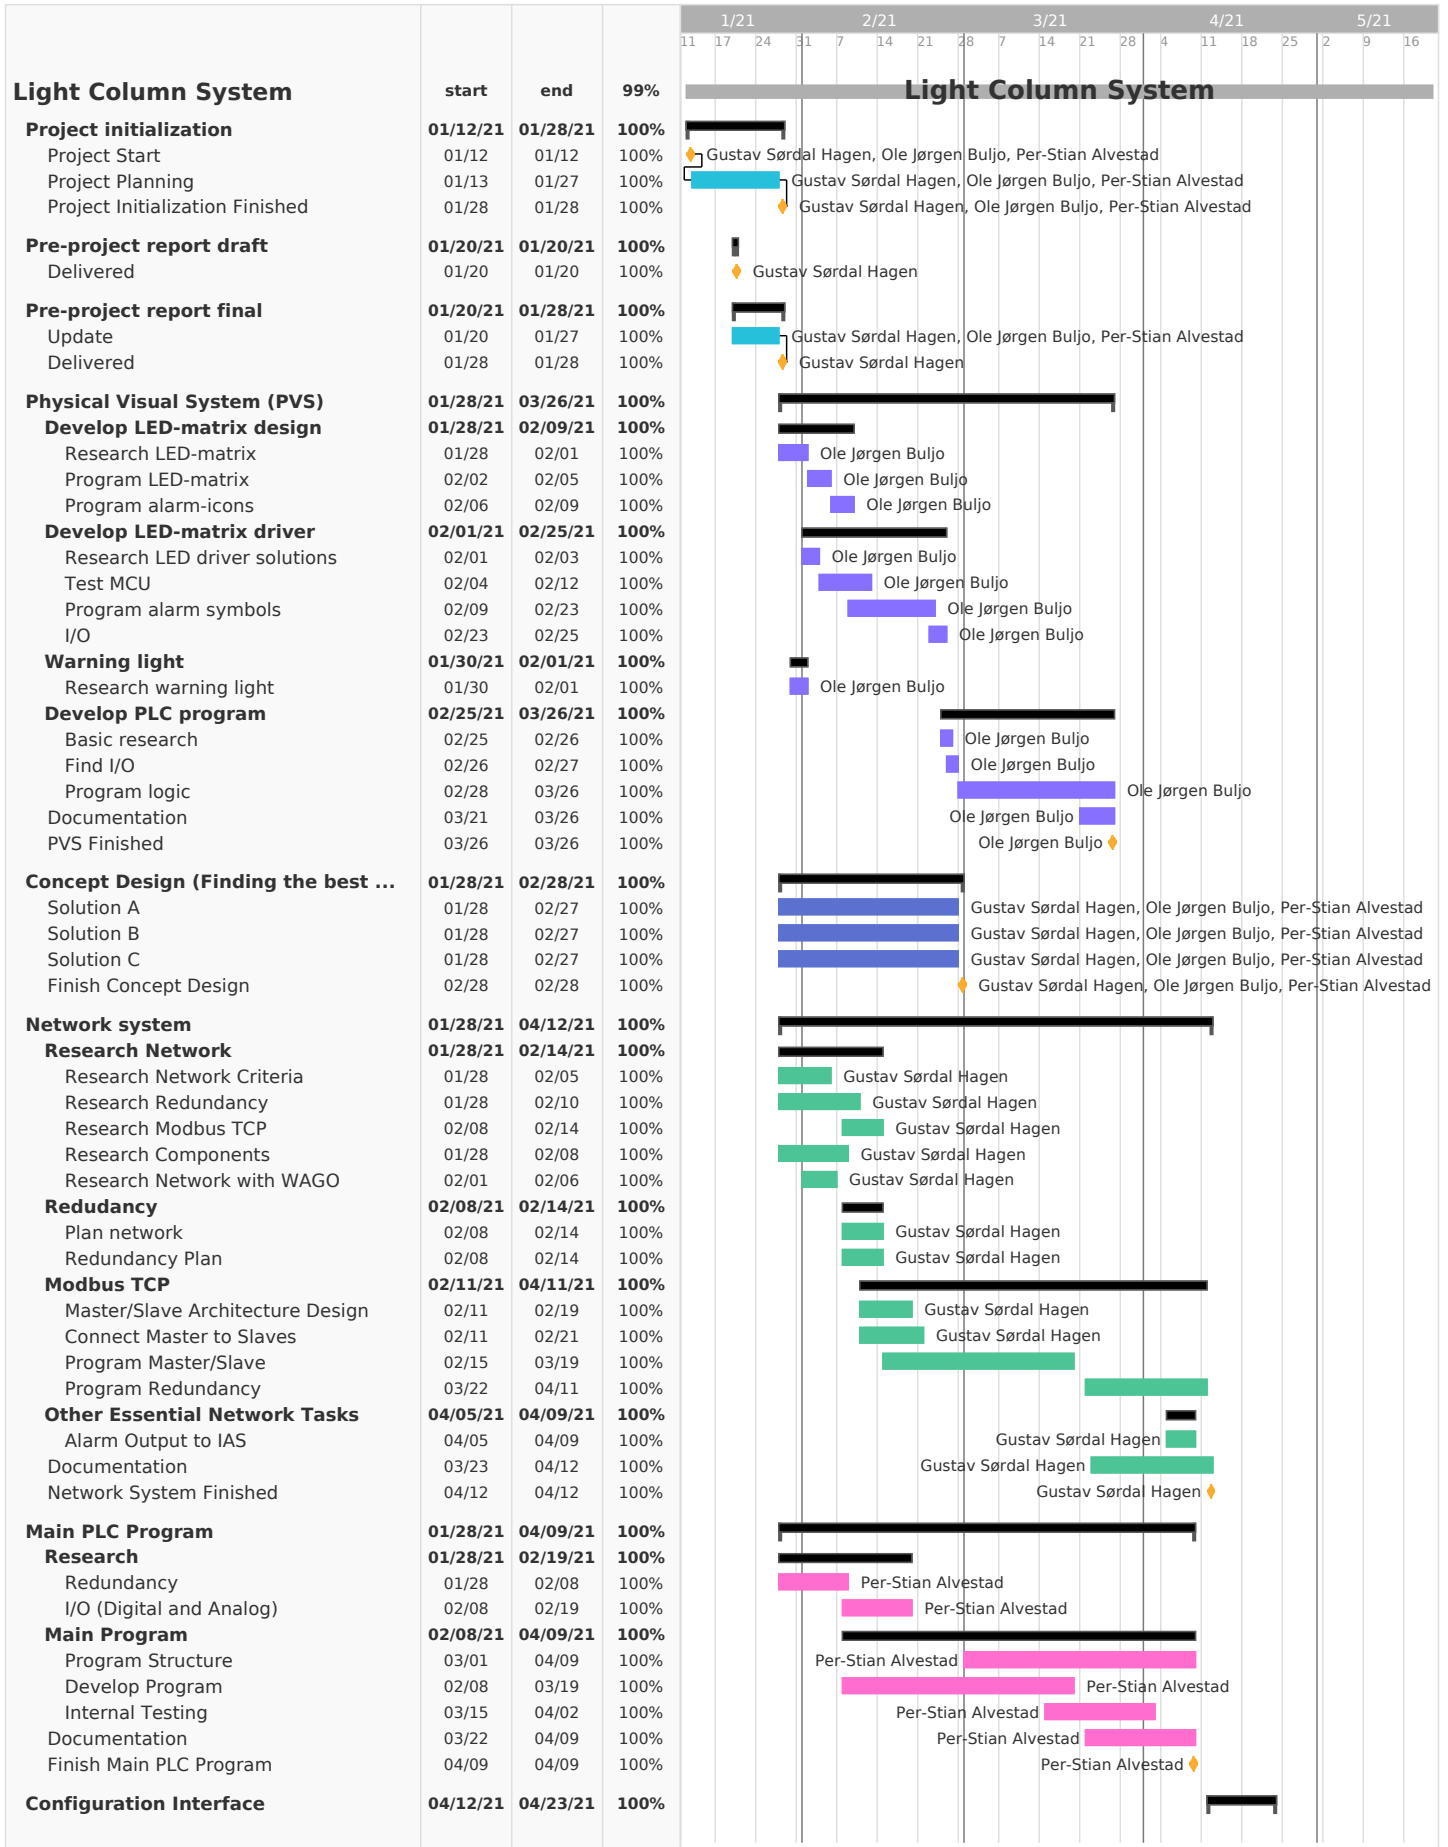 1/21 2/21 3/21 4/21 5/21
11 17 24 31 7 14 21 28 7 14 21 28 4 11 18 25 2 9 16
Light Column System start end 99% Light Column System
Project initialization 01/12/21 01/28/21 100%
Project Start 01/12 01/12 100% Gustav Sørdal Hagen, Ole Jørgen Buljo, Per-Stian Alvestad
Project Planning 01/13 01/27 100% Gustav Sørdal Hagen, Ole Jørgen Buljo, Per-Stian Alvestad
Project Initialization Finished 01/28 01/28 100% Gustav Sørdal Hagen, Ole Jørgen Buljo, Per-Stian Alvestad
Pre-project report draft 01/20/21 01/20/21 100%
Delivered 01/20 01/20 100% Gustav Sørdal Hagen
Pre-project report final 01/20/21 01/28/21 100%
Update 01/20 01/27 100% Gustav Sørdal Hagen, Ole Jørgen Buljo, Per-Stian Alvestad
Delivered 01/28 01/28 100% Gustav Sørdal Hagen
Physical Visual System (PVS) 01/28/21 03/26/21 100%
Develop LED-matrix design 01/28/21 02/09/21 100%
Research LED-matrix 01/28 02/01 100% Ole Jørgen Buljo
Program LED-matrix 02/02 02/05 100% Ole Jørgen Buljo
Program alarm-icons 02/06 02/09 100% Ole Jørgen Buljo
Develop LED-matrix driver 02/01/21 02/25/21 100%
Research LED driver solutions 02/01 02/03 100% Ole Jørgen Buljo
Test MCU 02/04 02/12 100% Ole Jørgen Buljo
Program alarm symbols 02/09 02/23 100% Ole Jørgen Buljo
I/O 02/23 02/25 100% Ole Jørgen Buljo
Warning light 01/30/21 02/01/21 100%
Research warning light 01/30 02/01 100% Ole Jørgen Buljo
Develop PLC program 02/25/21 03/26/21 100%
Basic research 02/25 02/26 100% Ole Jørgen Buljo
Find I/O 02/26 02/27 100% Ole Jørgen Buljo
Program logic 02/28 03/26 100% Ole Jørgen Buljo
Documentation 03/21 03/26 100% Ole Jørgen Buljo
PVS Finished 03/26 03/26 100% Ole Jørgen Buljo
Concept Design (Finding the best ... 01/28/21 02/28/21 100%
Solution A 01/28 02/27 100% Gustav Sørdal Hagen, Ole Jørgen Buljo, Per-Stian Alvestad
Solution B 01/28 02/27 100% Gustav Sørdal Hagen, Ole Jørgen Buljo, Per-Stian Alvestad
Solution C 01/28 02/27 100% Gustav Sørdal Hagen, Ole Jørgen Buljo, Per-Stian Alvestad
Finish Concept Design 02/28 02/28 100% Gustav Sørdal Hagen, Ole Jørgen Buljo, Per-Stian Alvestad
Network system 01/28/21 04/12/21 100%
Research Network 01/28/21 02/14/21 100%
Research Network Criteria 01/28 02/05 100% Gustav Sørdal Hagen
Research Redundancy 01/28 02/10 100% Gustav Sørdal Hagen
Research Modbus TCP 02/08 02/14 100% Gustav Sørdal Hagen
Research Components 01/28 02/08 100% Gustav Sørdal Hagen
Research Network with WAGO 02/01 02/06 100% Gustav Sørdal Hagen
Redudancy 02/08/21 02/14/21 100%
Plan network 02/08 02/14 100% Gustav Sørdal Hagen
Redundancy Plan 02/08 02/14 100% Gustav Sørdal Hagen
Modbus TCP 02/11/21 04/11/21 100%
Master/Slave Architecture Design 02/11 02/19 100% Gustav Sørdal Hagen
Connect Master to Slaves 02/11 02/21 100% Gustav Sørdal Hagen
Program Master/Slave 02/15 03/19 100%
Program Redundancy 03/22 04/11 100%
Other Essential Network Tasks 04/05/21 04/09/21 100%
Alarm Output to IAS 04/05 04/09 100% Gustav Sørdal Hagen
Documentation 03/23 04/12 100% Gustav Sørdal Hagen
Network System Finished 04/12 04/12 100% Gustav Sørdal Hagen
Main PLC Program 01/28/21 04/09/21 100%
Research 01/28/21 02/19/21 100%
Redundancy 01/28 02/08 100% Per-Stian Alvestad
I/O (Digital and Analog) 02/08 02/19 100% Per-Stian Alvestad
Main Program 02/08/21 04/09/21 100%
Program Structure 03/01 04/09 100% Per-Stian Alvestad
Develop Program 02/08 03/19 100% Per-Stian Alvestad
Internal Testing 03/15 04/02 100% Per-Stian Alvestad
Documentation 03/22 04/09 100% Per-Stian Alvestad
Finish Main PLC Program 04/09 04/09 100% Per-Stian Alvestad
Configuration Interface 04/12/21 04/23/21 100%